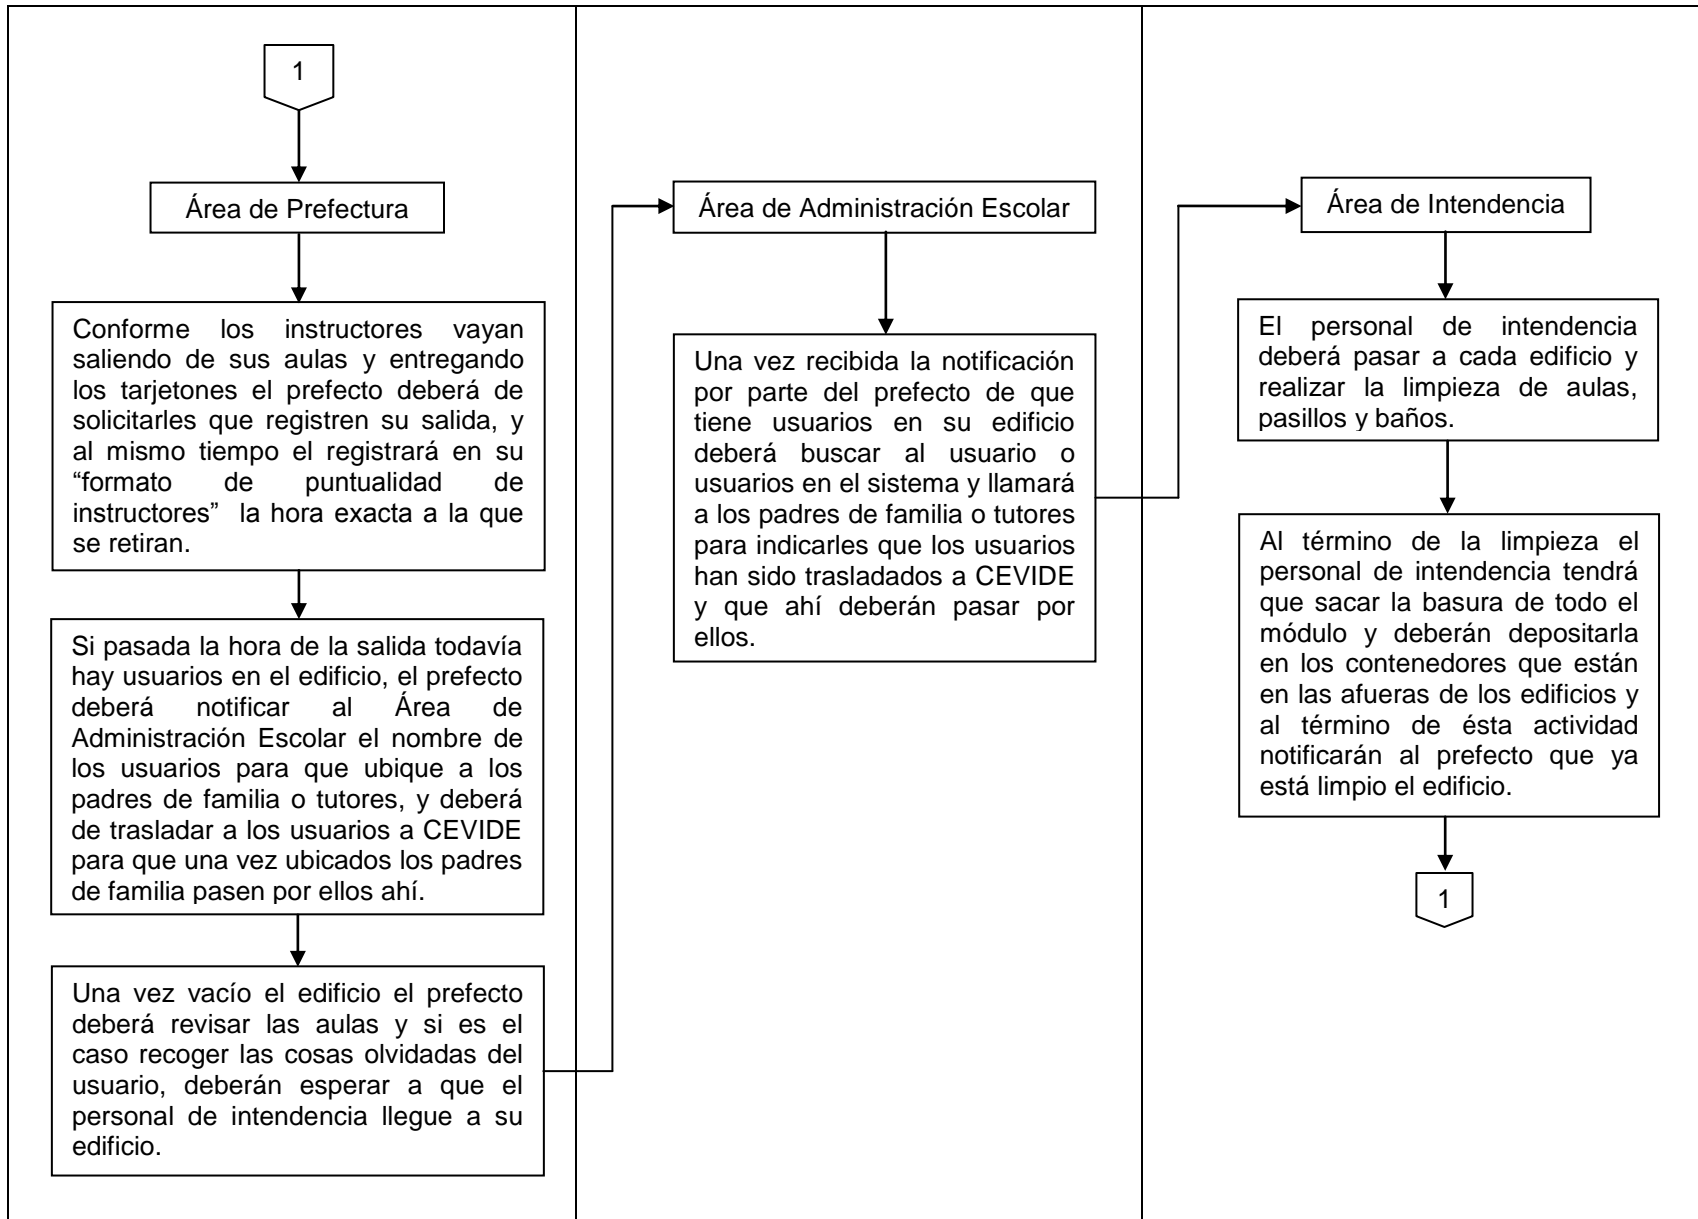 1
Área de Prefectura
Conforme los instructores vayan
saliendo de sus aulas y entregando
los tarjetones el prefecto deberá de
solicitarles que registren su salida, y
al mismo tiempo el registrará en su
“formato de puntualidad de
instructores” la hora exacta a la que
se retiran.
Si pasada la hora de la salida todavía
hay usuarios en el edificio, el prefecto
deberá notificar al Área de
Administración Escolar el nombre de
los usuarios para que ubique a los
padres de familia o tutores, y deberá
de trasladar a los usuarios a CEVIDE
para que una vez ubicados los padres
de familia pasen por ellos ahí.
Una vez vacío el edificio el prefecto
deberá revisar las aulas y si es el
caso recoger las cosas olvidadas del
usuario, deberán esperar a que el
personal de intendencia llegue a su
edificio.
Área de Administración Escolar
Una vez recibida la notificación
por parte del prefecto de que
tiene usuarios en su edificio
deberá buscar al usuario o
usuarios en el sistema y llamará
a los padres de familia o tutores
para indicarles que los usuarios
han sido trasladados a CEVIDE
y que ahí deberán pasar por
ellos.
Área de Intendencia
El personal de intendencia
deberá pasar a cada edificio y
realizar la limpieza de aulas,
pasillos y baños.
Al término de la limpieza el
personal de intendencia tendrá
que sacar la basura de todo el
módulo y deberán depositarla
en los contenedores que están
en las afueras de los edificios y
al término de ésta actividad
notificarán al prefecto que ya
está limpio el edificio.
1